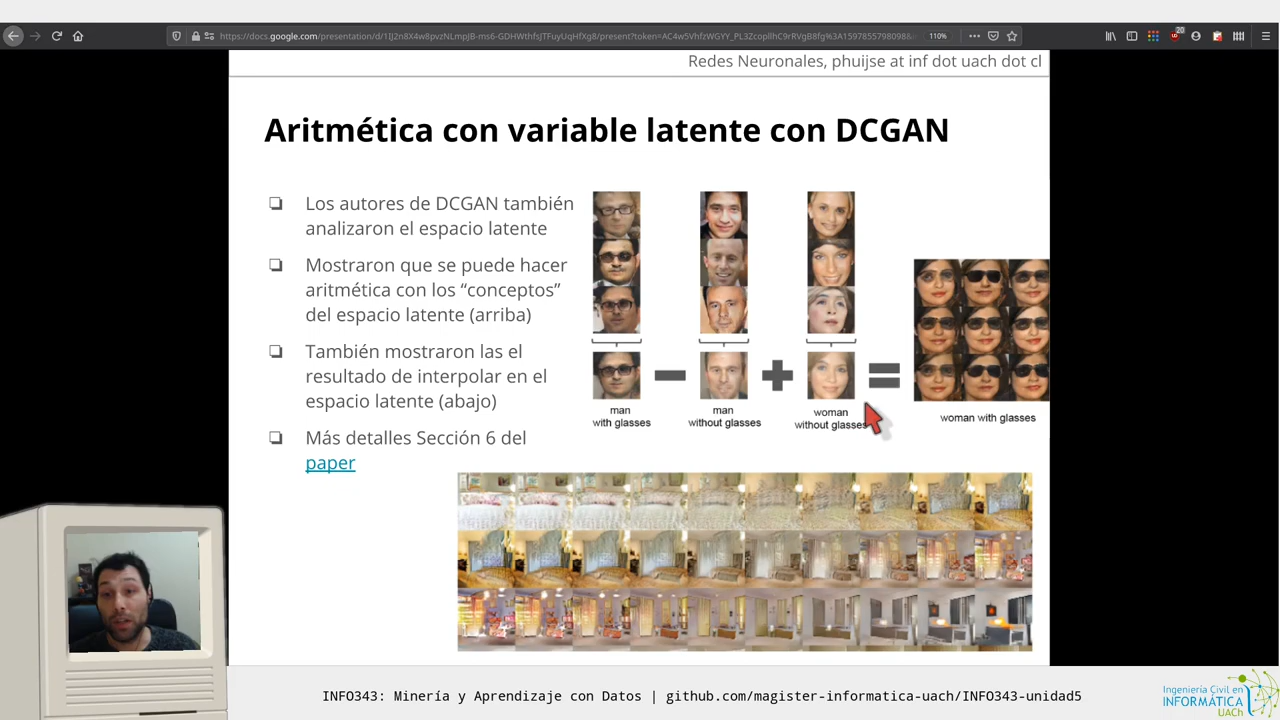 110%
20
Redes Neuronales, phuijse at inf dot uach dot cl
Aritmética con variable latente con DCGAN
Los autores de DCGAN también
analizaron el espacio latente
Mostraron que se puede hacer
aritmética con los “conceptos”
del espacio latente (arriba)
También mostraron las el
resultado de interpolar en el
espacio latente (abajo)
Más detalles Sección 6 del
paper
man
with glasses
man
without glasses
woman
without glasses
woman with glasses
INFO343: Minería y Aprendizaje con Datos | github.com/magister-informatica-uach/INFO343-unidad5
Ingeniería Civil en
INFORMÁTICA
UACh